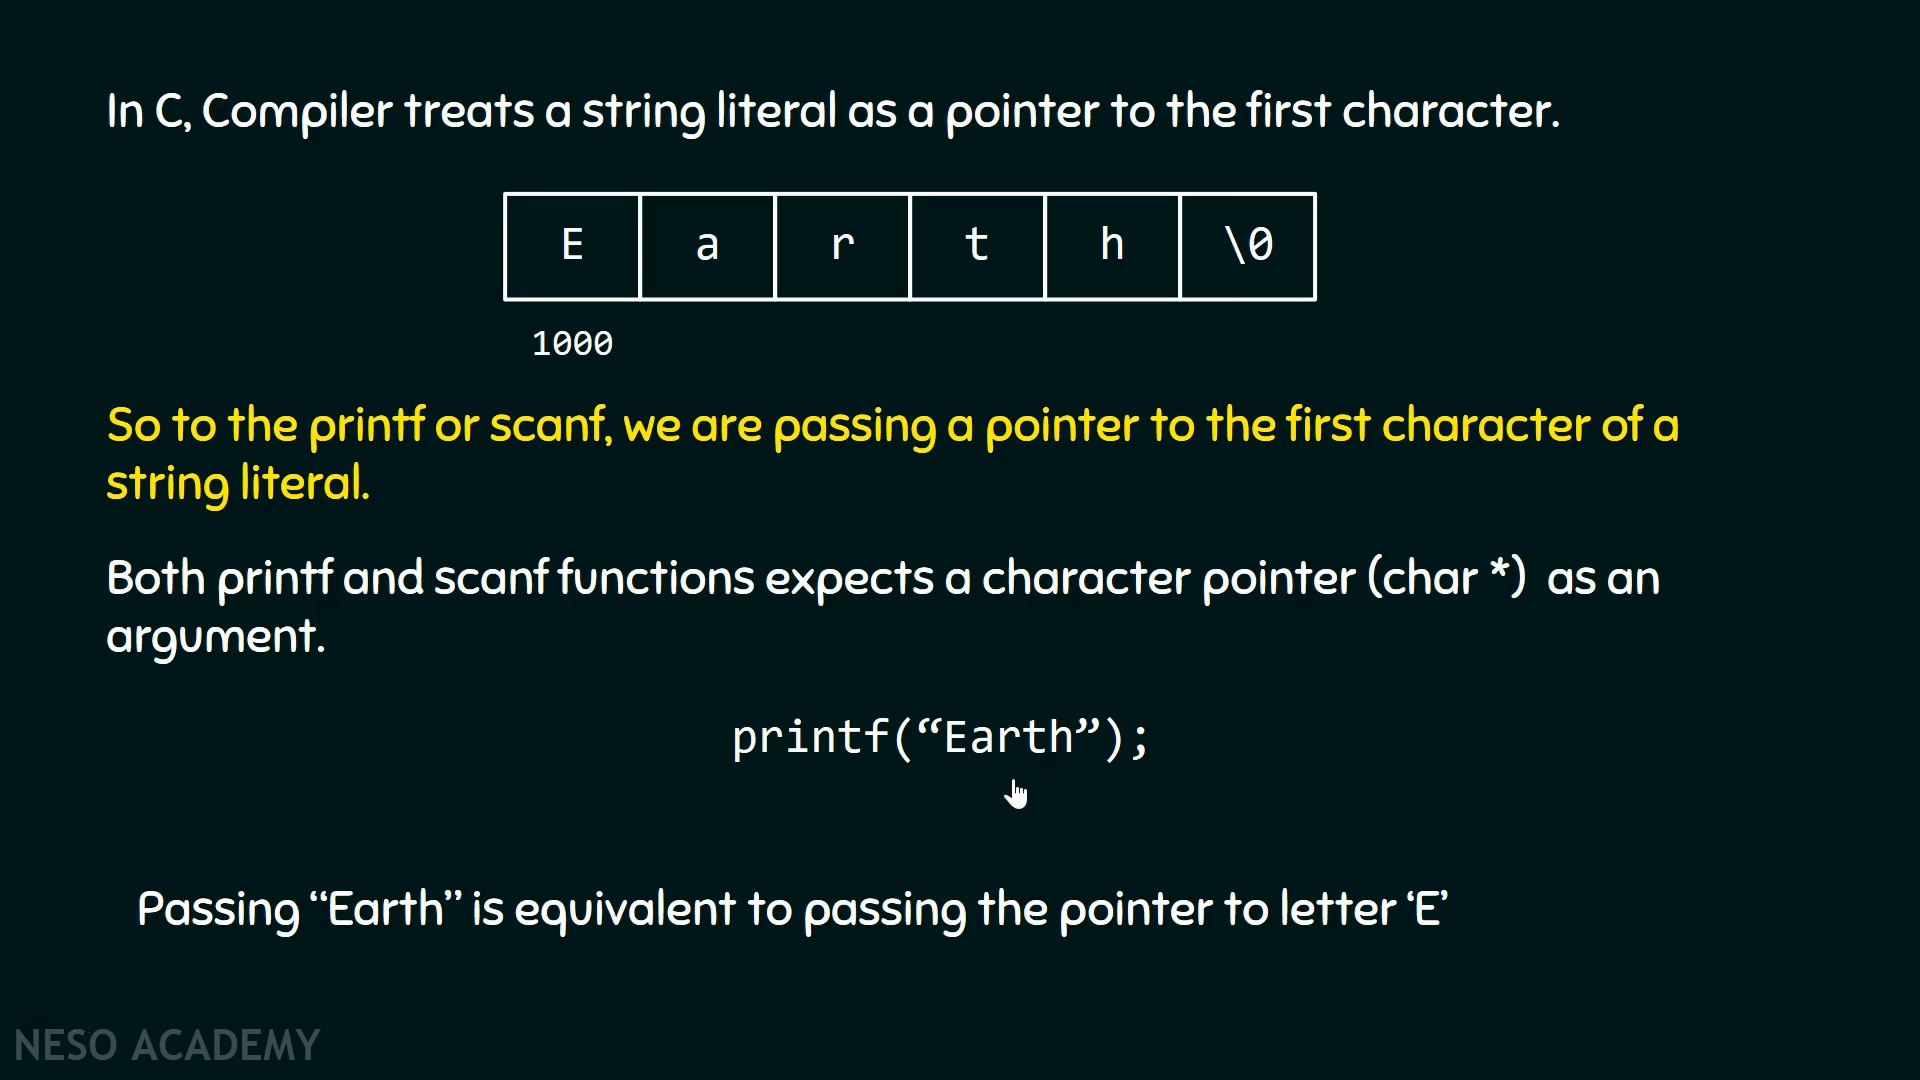 In C, Compiler treats a string literal as a pointer to the first character.
E a r t h \0
1000
So to the printf or scanf, we are passing a pointer to the first character of a
string literal.
Both printf and scanf functions expects a character pointer (char *) as an
argument.
printf(“Earth”);
Passing “Earth” is equivalent to passing the pointer to letter ‘E’
NESO ACADEMY